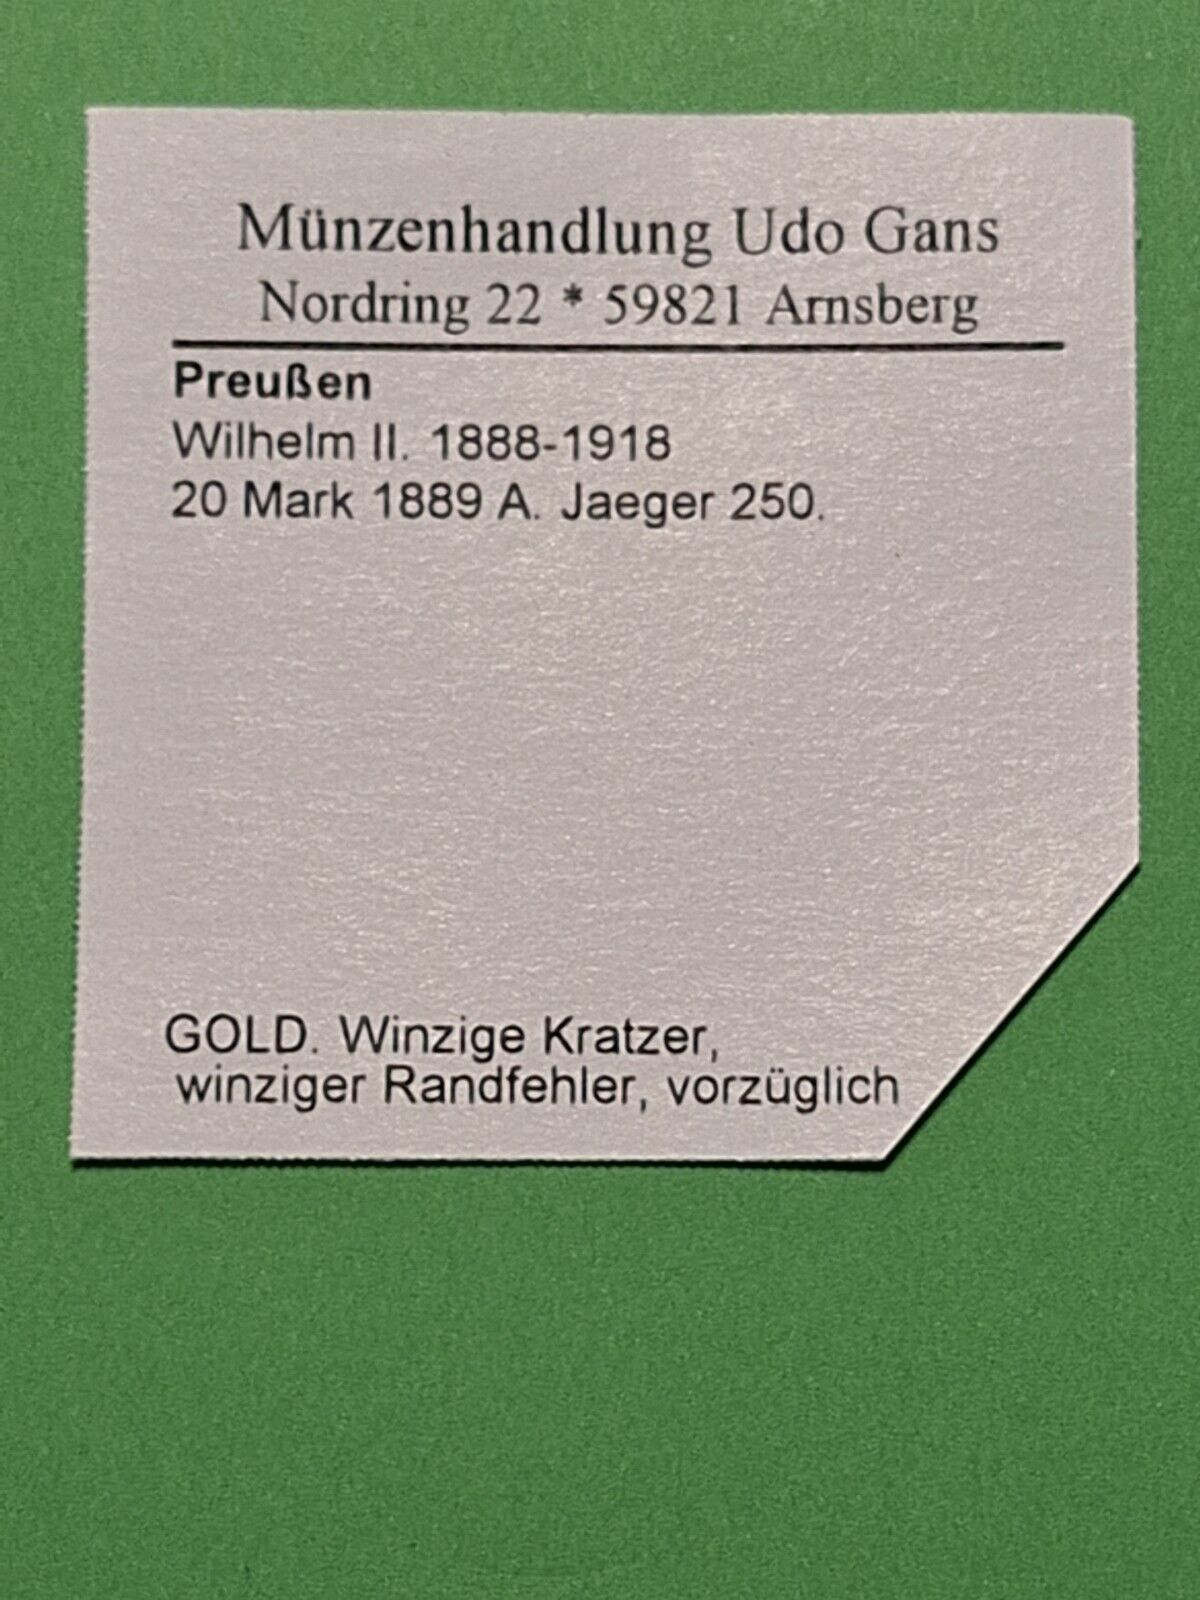 Münzenhandlung Udo Gans
Nordring 22 * 59821 Arnsberg
Preußen
Wilhelm II. 1888-1918
20 Mark 1889 A. Jaeger 250.
GOLD. Winzige Kratzer,
winziger Randfehler, vorzüglich